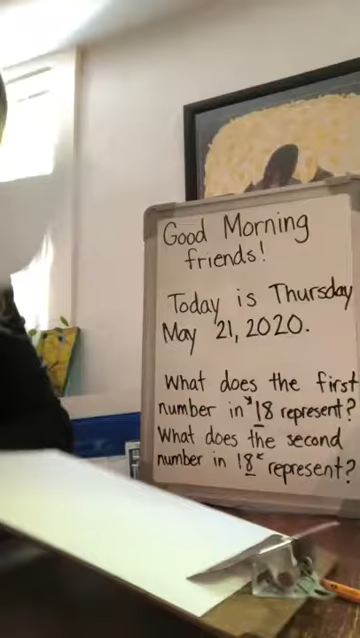 Good Morning
friends!
Today is Thursday
May 21, 2020.
What does the first
number in 18 represent?
What does the second
number in 18 represent?